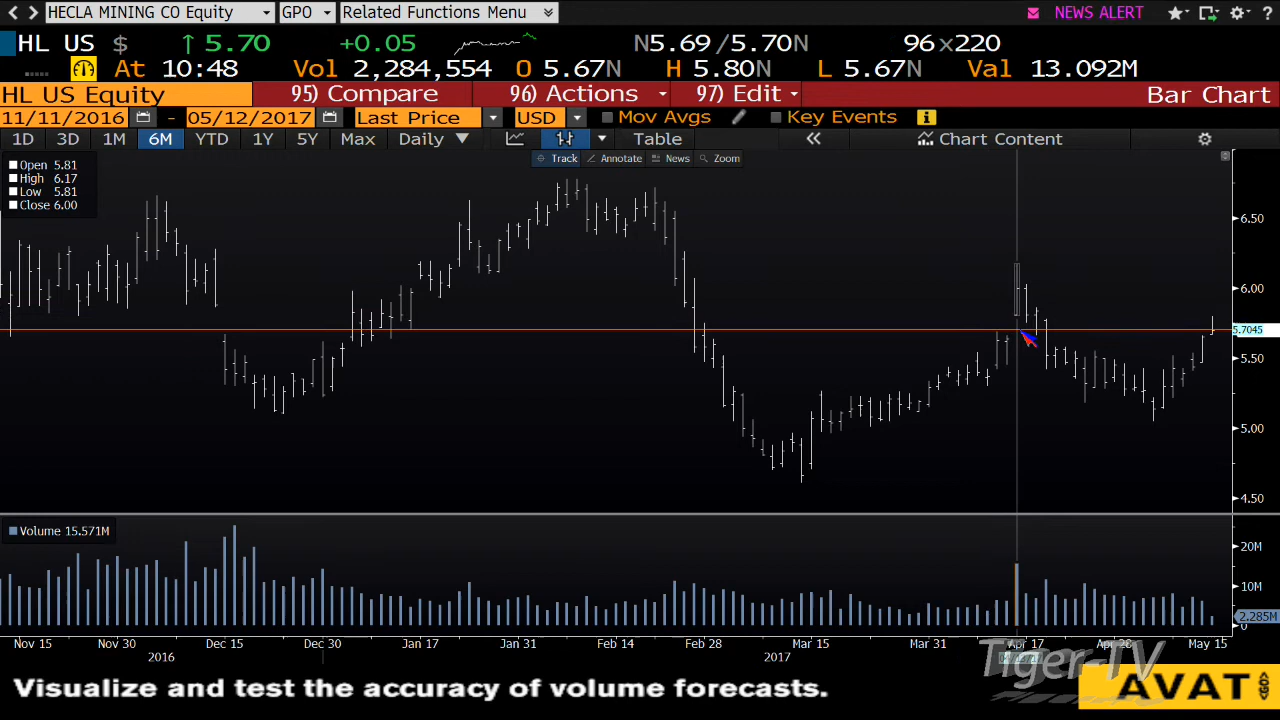 HECLA MINING CO Equity GPO Related Functions Menu NEWS ALERT ?
HL US $ ↑ 5.70 +0.05 N5.69/5.70N 96×220
At 10:48 Vol 2,284,554 O 5.67N H 5.80N L 5.67N Val 13.092M
HL US Equity 95) Compare 96) Actions 97) Edit Bar Chart
11/11/2016 - 05/12/2017 Last Price USD Mov Avgs Key Events i
1D 3D 1M 6M YTD 1Y 5Y Max Daily Table Chart Content
Track Annotate News Zoom
Open 5.81
High 6.17
Low 5.81
Close 6.00
6.50
6.00
5.7045
5.50
5.00
4.50
Volume 15.571M
20M
10M
2.285M
0
Nov 15 Nov 30 Dec 15 Dec 30 Jan 17 Jan 31 Feb 14 Feb 28 Mar 15 Mar 31 Apr 17 Apr 28 May 15
2016 2017
Tiger-TV
Visualize and test the accuracy of volume forecasts.
AVAT <GO>